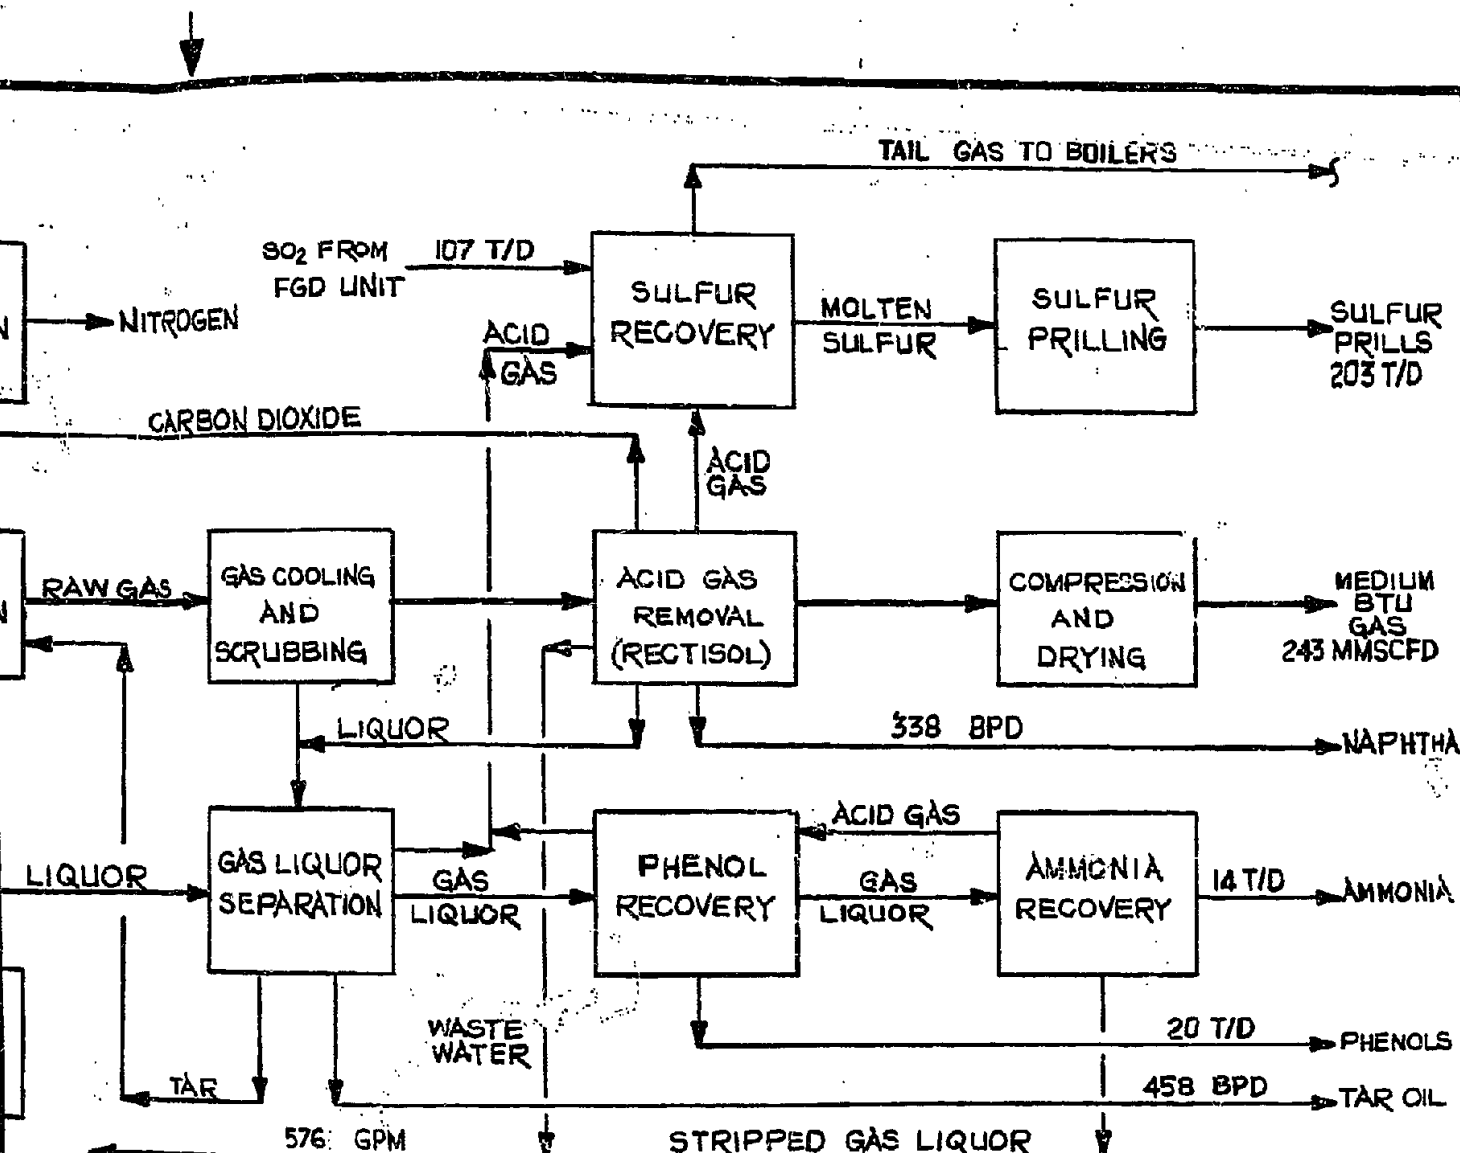 TAIL GAS TO BOILERS
SO₂ FROM
FGD UNIT
107 T/D
SULFUR
RECOVERY
MOLTEN
SULFUR
SULFUR
PRILLING
SULFUR
PRILLS
203 T/D
N
NITROGEN
ACID
GAS
CARBON DIOXIDE
ACID
GAS
N
RAW GAS
GAS COOLING
AND
SCRUBBING
ACID GAS
REMOVAL
(RECTISOL)
COMPRESSION
AND
DRYING
MEDIUM
BTU
GAS
243 MMSCFD
LIQUOR
338 BPD
NAPHTHA
LIQUOR
GAS LIQUOR
SEPARATION
GAS
LIQUOR
PHENOL
RECOVERY
ACID GAS
GAS
LIQUOR
AMMONIA
RECOVERY
14 T/D
AMMONIA
WASTE
WATER
20 T/D
PHENOLS
TAR
458 BPD
TAR OIL
576 GPM
STRIPPED GAS LIQUOR